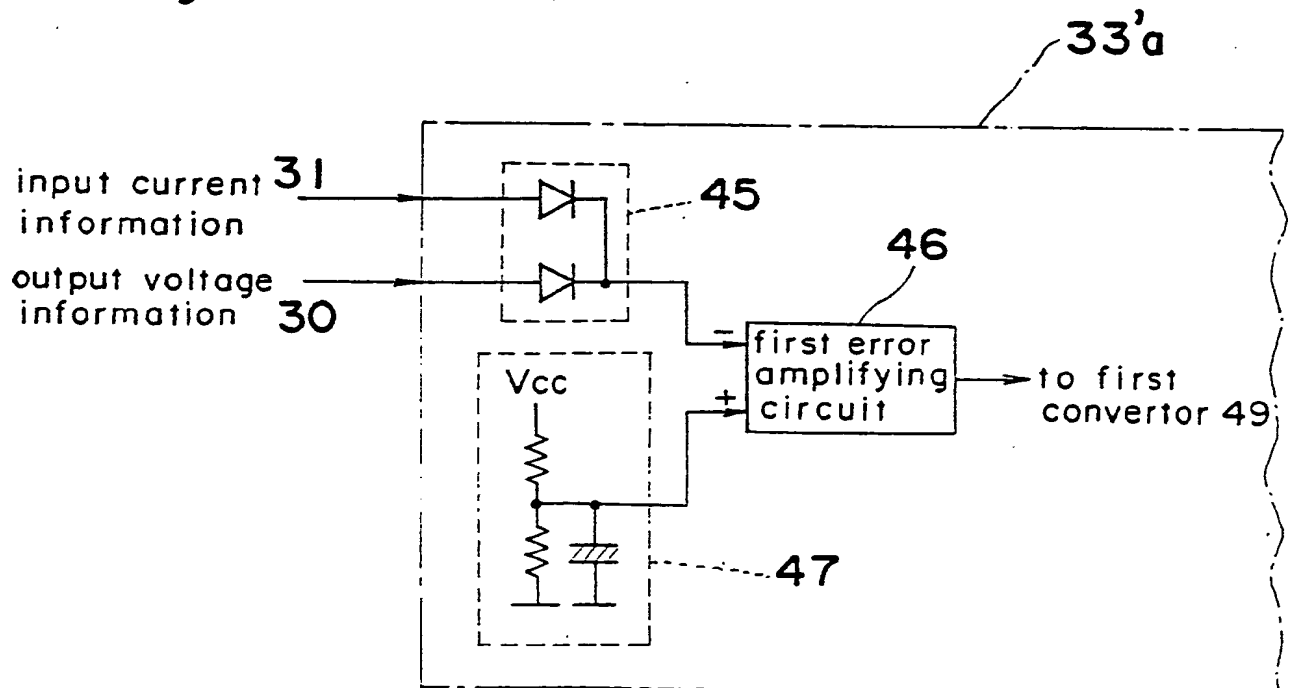 33'a
input current 31
information
output voltage
information 30
45
46
first error
amplifying
circuit
−
+
to first
convertor 49
Vcc
47